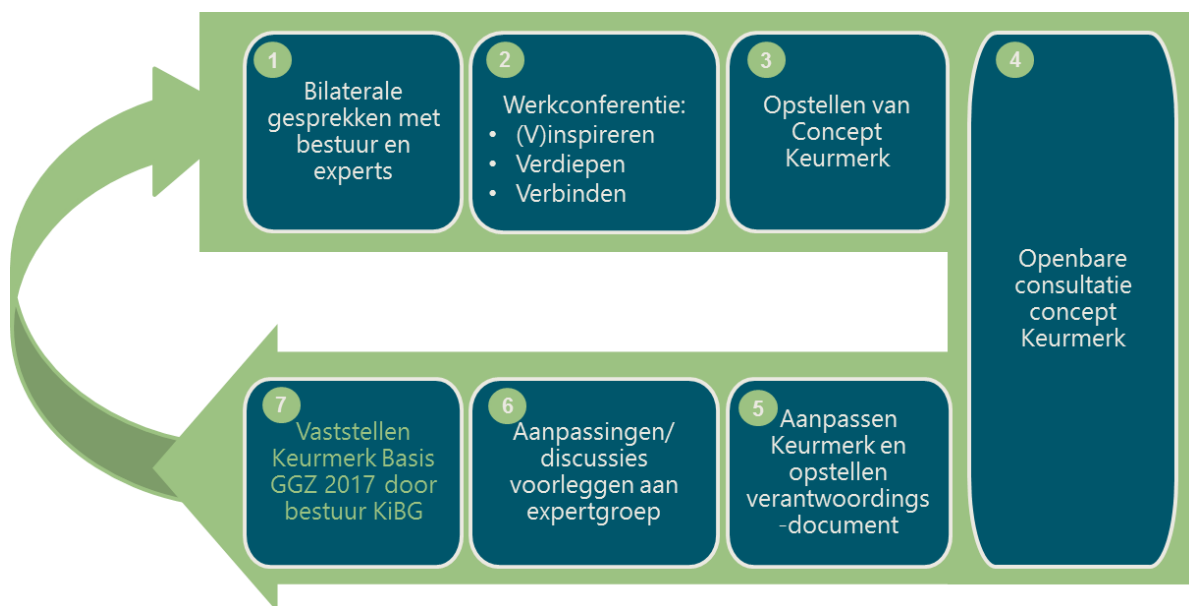 1
Bilaterale
gesprekken met
bestuur en
experts
2
Werkconferentie:
• (V)inspireren
• Verdiepen
• Verbinden
3
Opstellen van
Concept
Keurmerk
4
Openbare
consultatie
concept
Keurmerk
5
Aanpassen
Keurmerk en
opstellen
verantwoordings
-document
6
Aanpassingen/
discussies
voorleggen aan
expertgroep
7
Vaststellen
Keurmerk Basis
GGZ 2017 door
bestuur KiBG